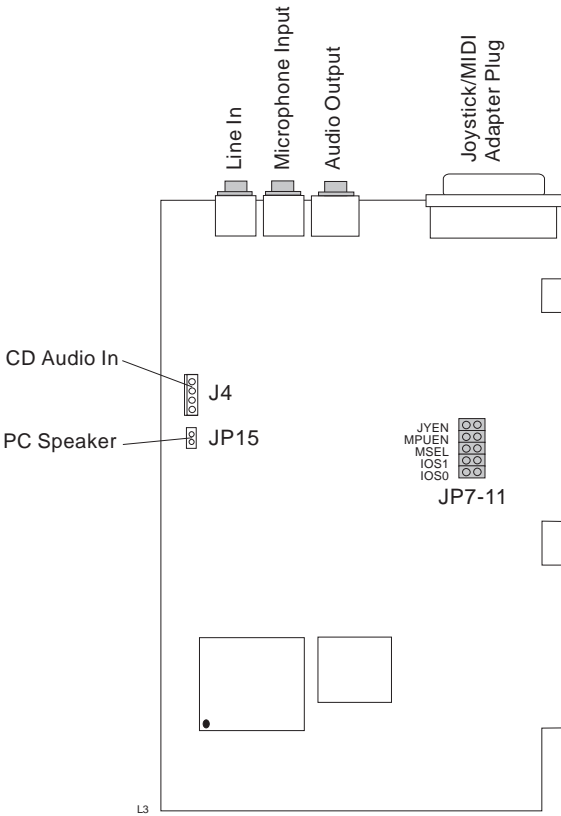 Line In
Microphone Input
Audio Output
Joystick/MIDI
Adapter Plug
CD Audio In
J4
PC Speaker
JP15
JYEN
MPUEN
MSEL
IOS1
IOS0
JP7-11
L3